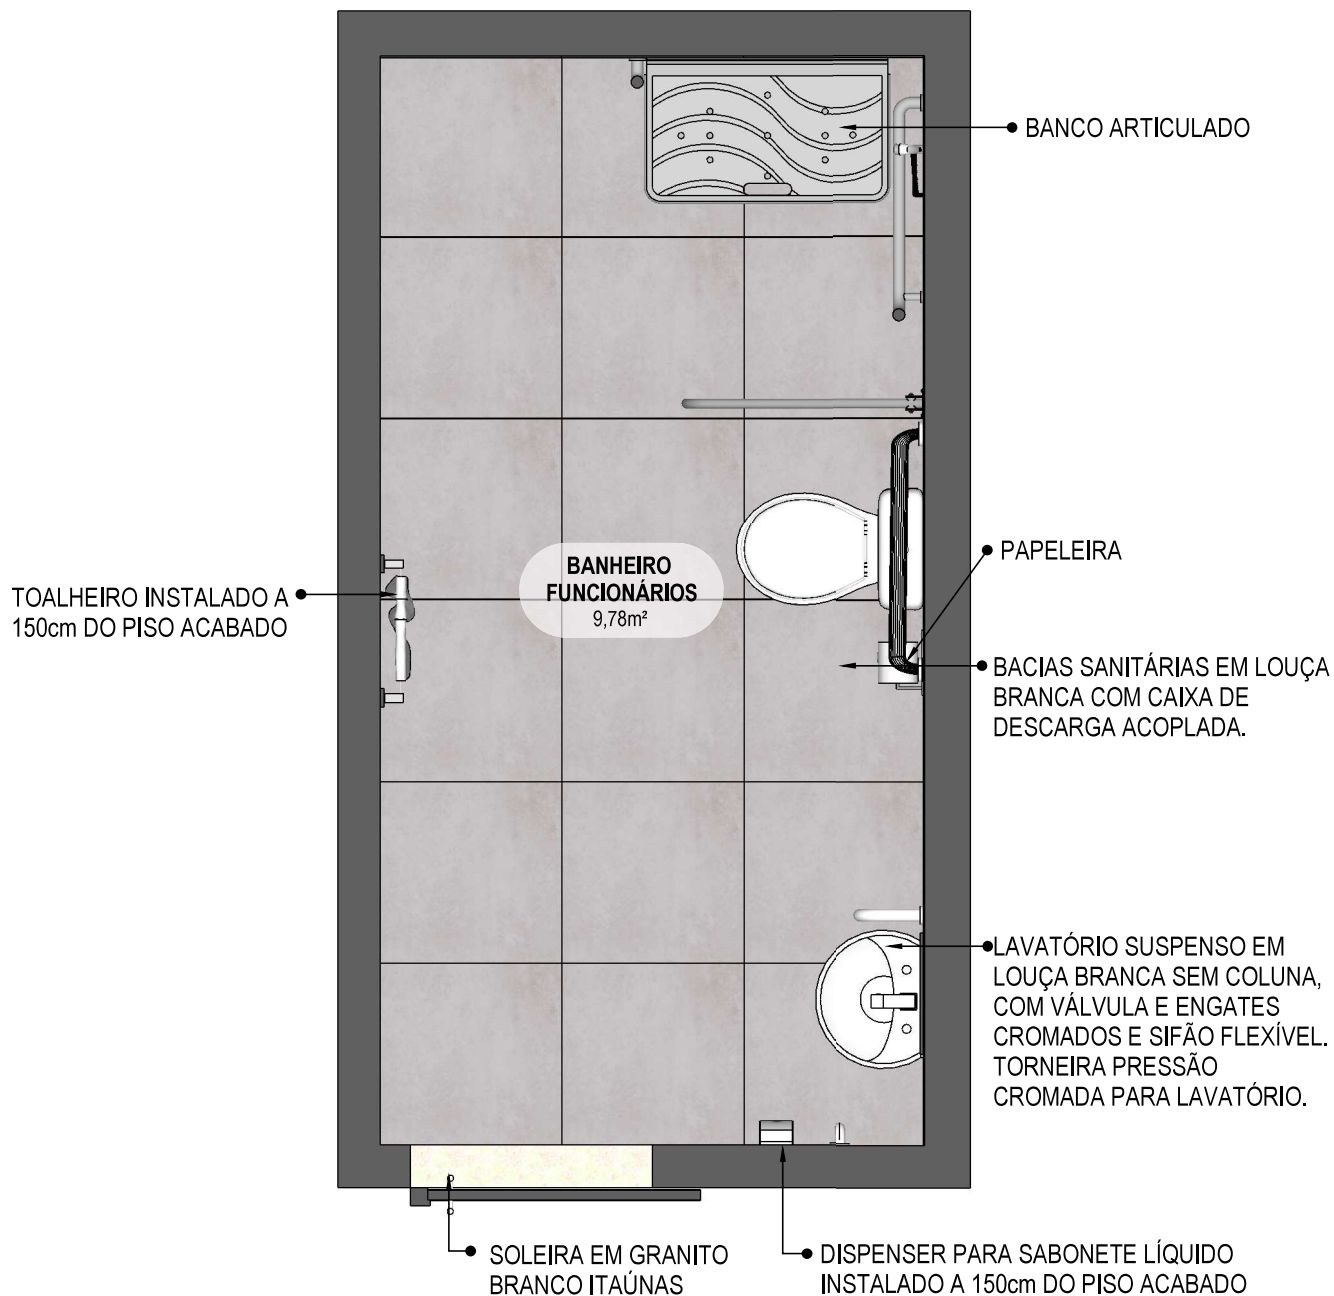 BANCO ARTICULADO
BANHEIRO
FUNCIONÁRIOS
9,78m²
PAPELEIRA
TOALHEIRO INSTALADO A
150cm DO PISO ACABADO
BACIAS SANITÁRIAS EM LOUÇA
BRANCA COM CAIXA DE
DESCARGA ACOPLADA.
LAVATÓRIO SUSPENSO EM
LOUÇA BRANCA SEM COLUNA,
COM VÁLVULA E ENGATES
CROMADOS E SIFÃO FLEXÍVEL.
TORNEIRA PRESSÃO
CROMADA PARA LAVATÓRIO.
SOLEIRA EM GRANITO
BRANCO ITAÚNAS
DISPENSER PARA SABONETE LÍQUIDO
INSTALADO A 150cm DO PISO ACABADO